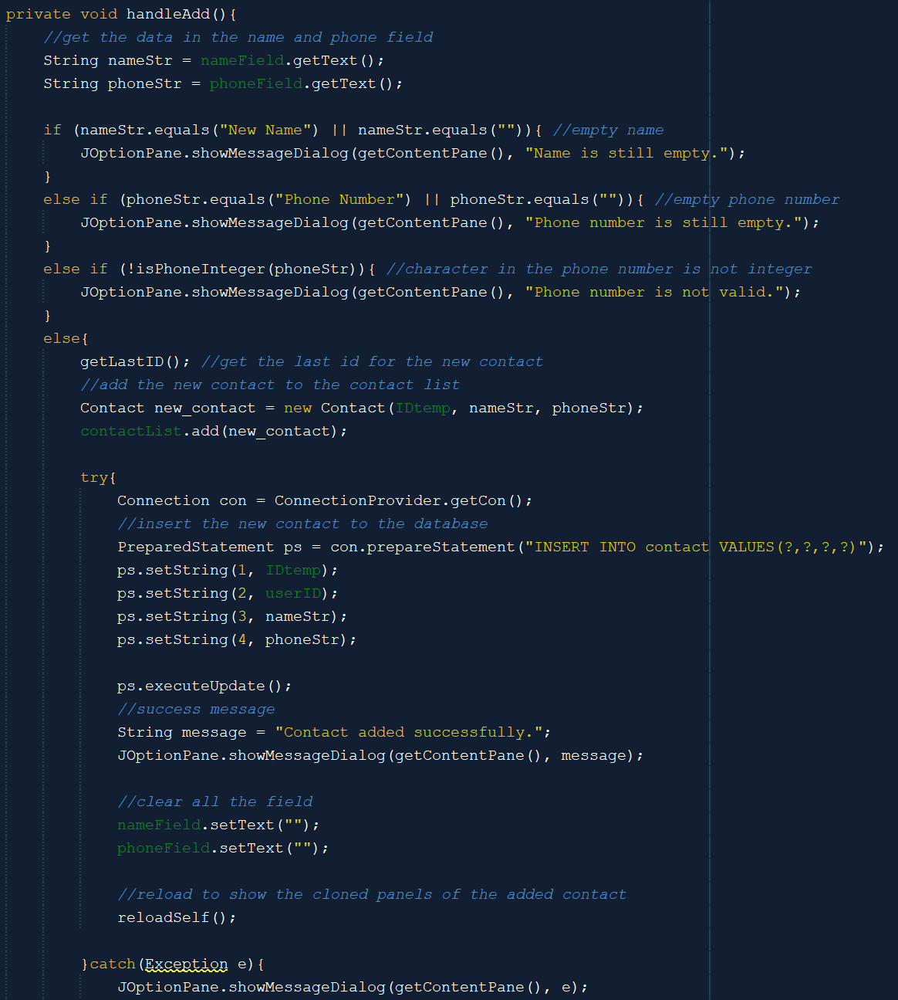 private void handleAdd(){
//get the data in the name and phone field
String nameStr = nameField.getText();
String phoneStr = phoneField.getText();
if (nameStr.equals("New Name") || nameStr.equals("")){ //empty name
JOptionPane.showMessageDialog(getContentPane(), "Name is still empty.");
}
else if (phoneStr.equals("Phone Number") || phoneStr.equals("")){ //empty phone number
JOptionPane.showMessageDialog(getContentPane(), "Phone number is still empty.");
}
else if (!isPhoneInteger(phoneStr)){ //character in the phone number is not integer
JOptionPane.showMessageDialog(getContentPane(), "Phone number is not valid.");
}
else{
getLastID(); //get the last id for the new contact
//add the new contact to the contact list
Contact new_contact = new Contact(IDtemp, nameStr, phoneStr);
contactList.add(new_contact);
try{
Connection con = ConnectionProvider.getCon();
//insert the new contact to the database
PreparedStatement ps = con.prepareStatement("INSERT INTO contact VALUES(?,?,?,?)");
ps.setString(1, IDtemp);
ps.setString(2, userID);
ps.setString(3, nameStr);
ps.setString(4, phoneStr);
ps.executeUpdate();
//success message
String message = "Contact added successfully.";
JOptionPane.showMessageDialog(getContentPane(), message);
//clear all the field
nameField.setText("");
phoneField.setText("");
//reload to show the cloned panels of the added contact
reloadSelf();
}catch(Exception e){
JOptionPane.showMessageDialog(getContentPane(), e);